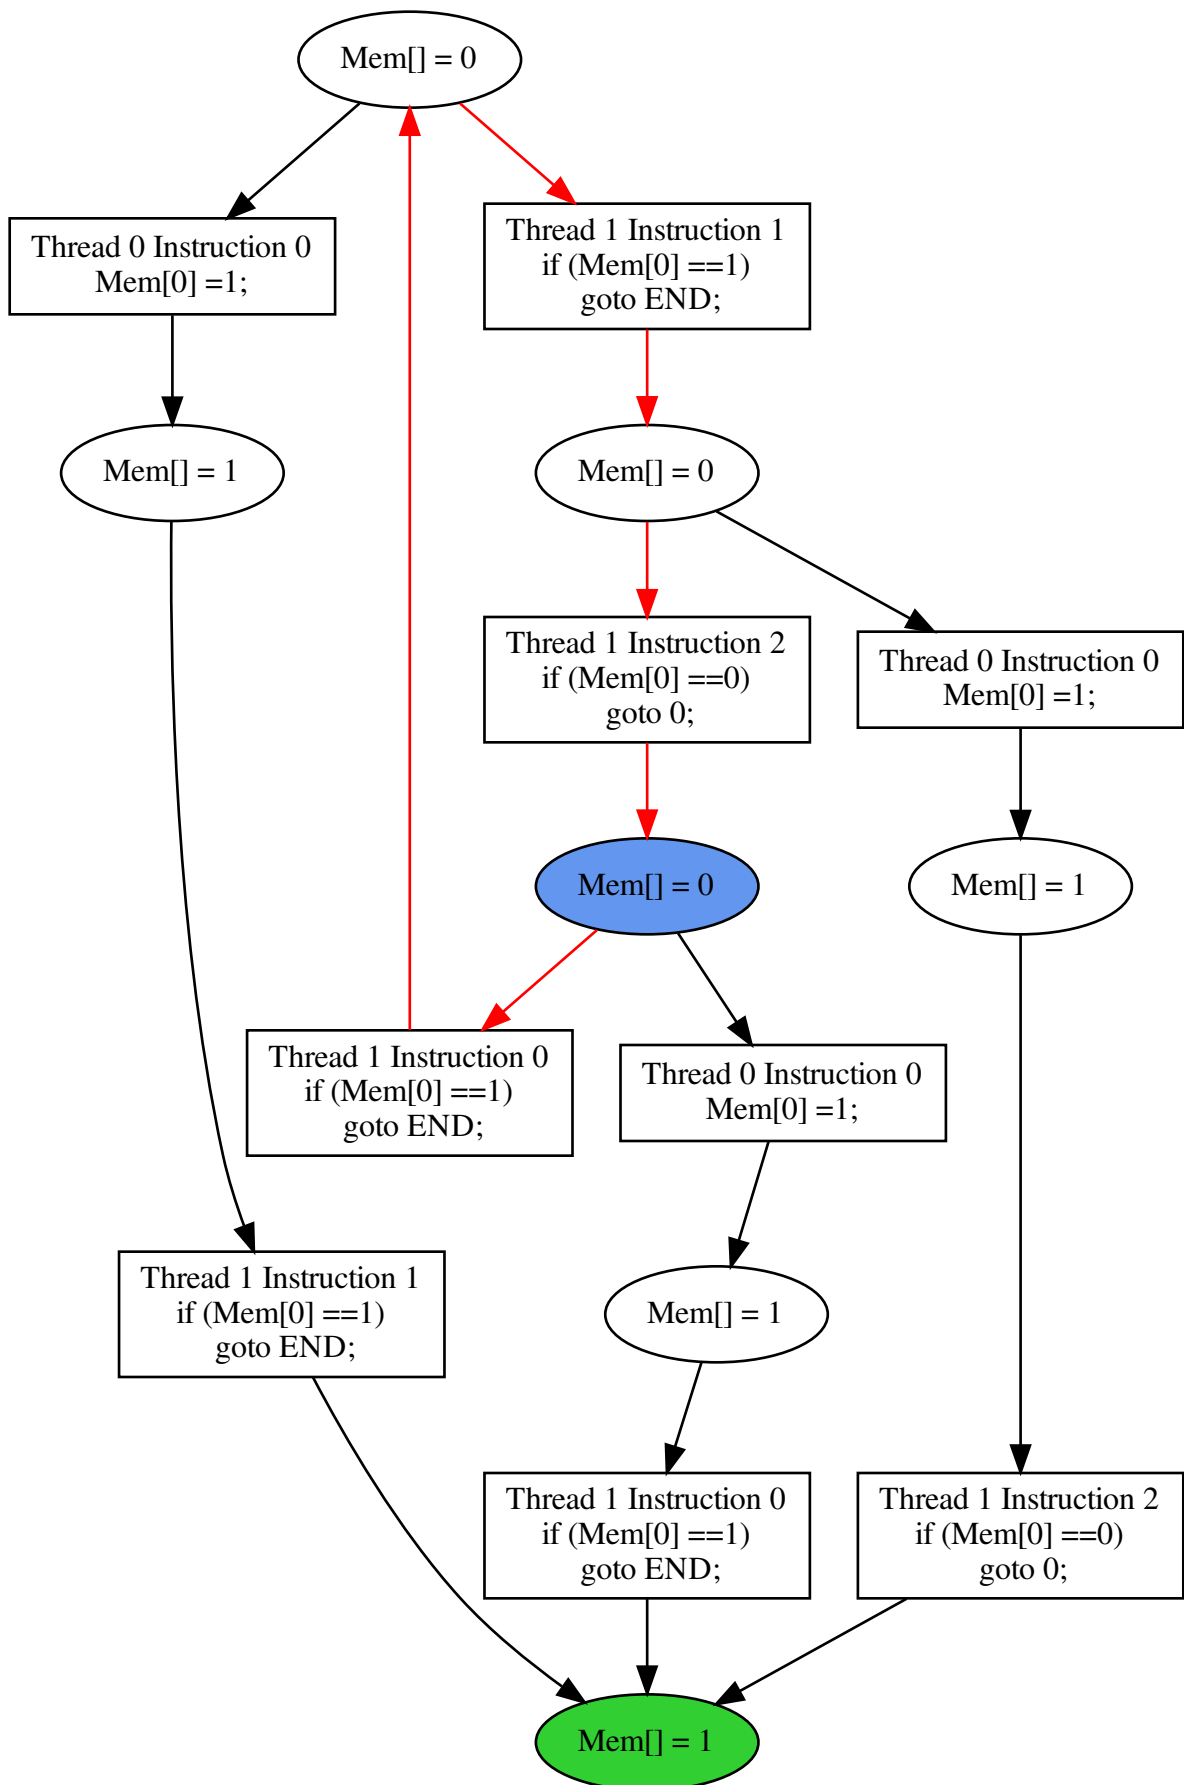 Mem[] = 0
Thread 0 Instruction 0
Mem[0] =1;
Thread 1 Instruction 1
if (Mem[0] ==1)
goto END;
Mem[] = 1
Mem[] = 0
Thread 1 Instruction 2
if (Mem[0] ==0)
goto 0;
Thread 0 Instruction 0
Mem[0] =1;
Mem[] = 0
Mem[] = 1
Thread 1 Instruction 0
if (Mem[0] ==1)
goto END;
Thread 0 Instruction 0
Mem[0] =1;
Thread 1 Instruction 1
if (Mem[0] ==1)
goto END;
Mem[] = 1
Thread 1 Instruction 0
if (Mem[0] ==1)
goto END;
Thread 1 Instruction 2
if (Mem[0] ==0)
goto 0;
Mem[] = 1